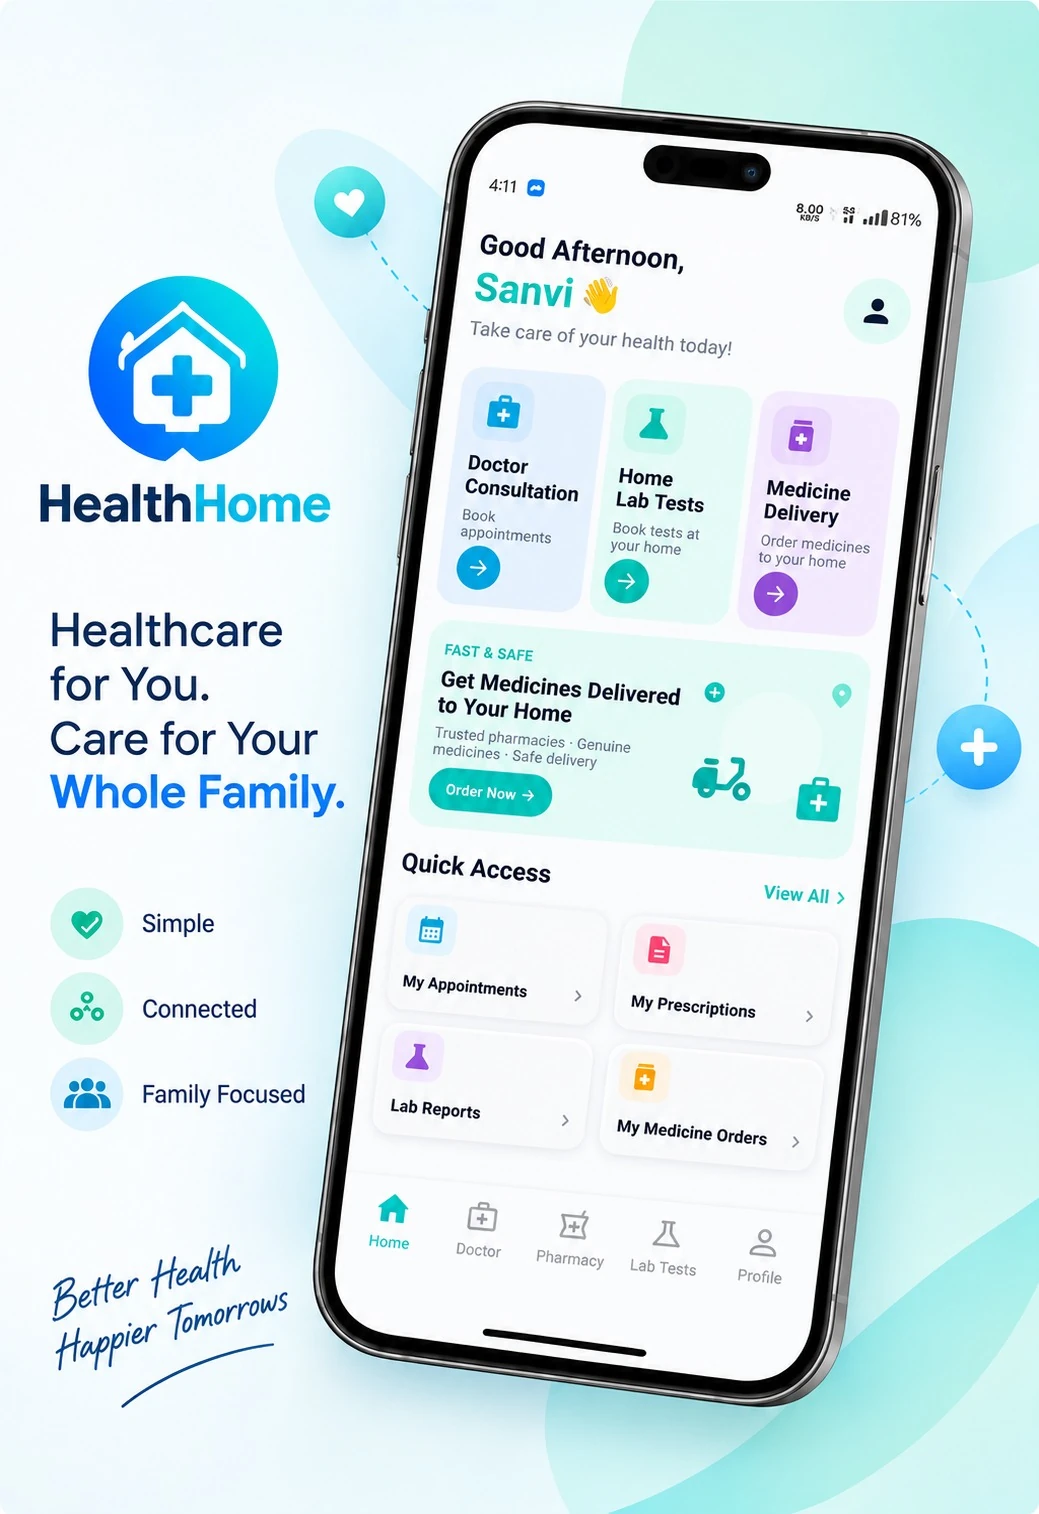 HealthHome
Healthcare
for You.
Care for Your
Whole Family.
Simple
Connected
Family Focused
Better Health
Happier Tomorrows
4:11
8.00
KB/S
81%
Good Afternoon,
Sanvi 👋
Take care of your health today!
Doctor
Consultation
Book
appointments
Home
Lab Tests
Book tests at
your home
Medicine
Delivery
Order medicines
to your home
FAST & SAFE
Get Medicines Delivered
to Your Home
Trusted pharmacies · Genuine
medicines · Safe delivery
Order Now →
Quick Access
View All >
My Appointments
My Prescriptions
Lab Reports
My Medicine Orders
Home
Doctor
Pharmacy
Lab Tests
Profile